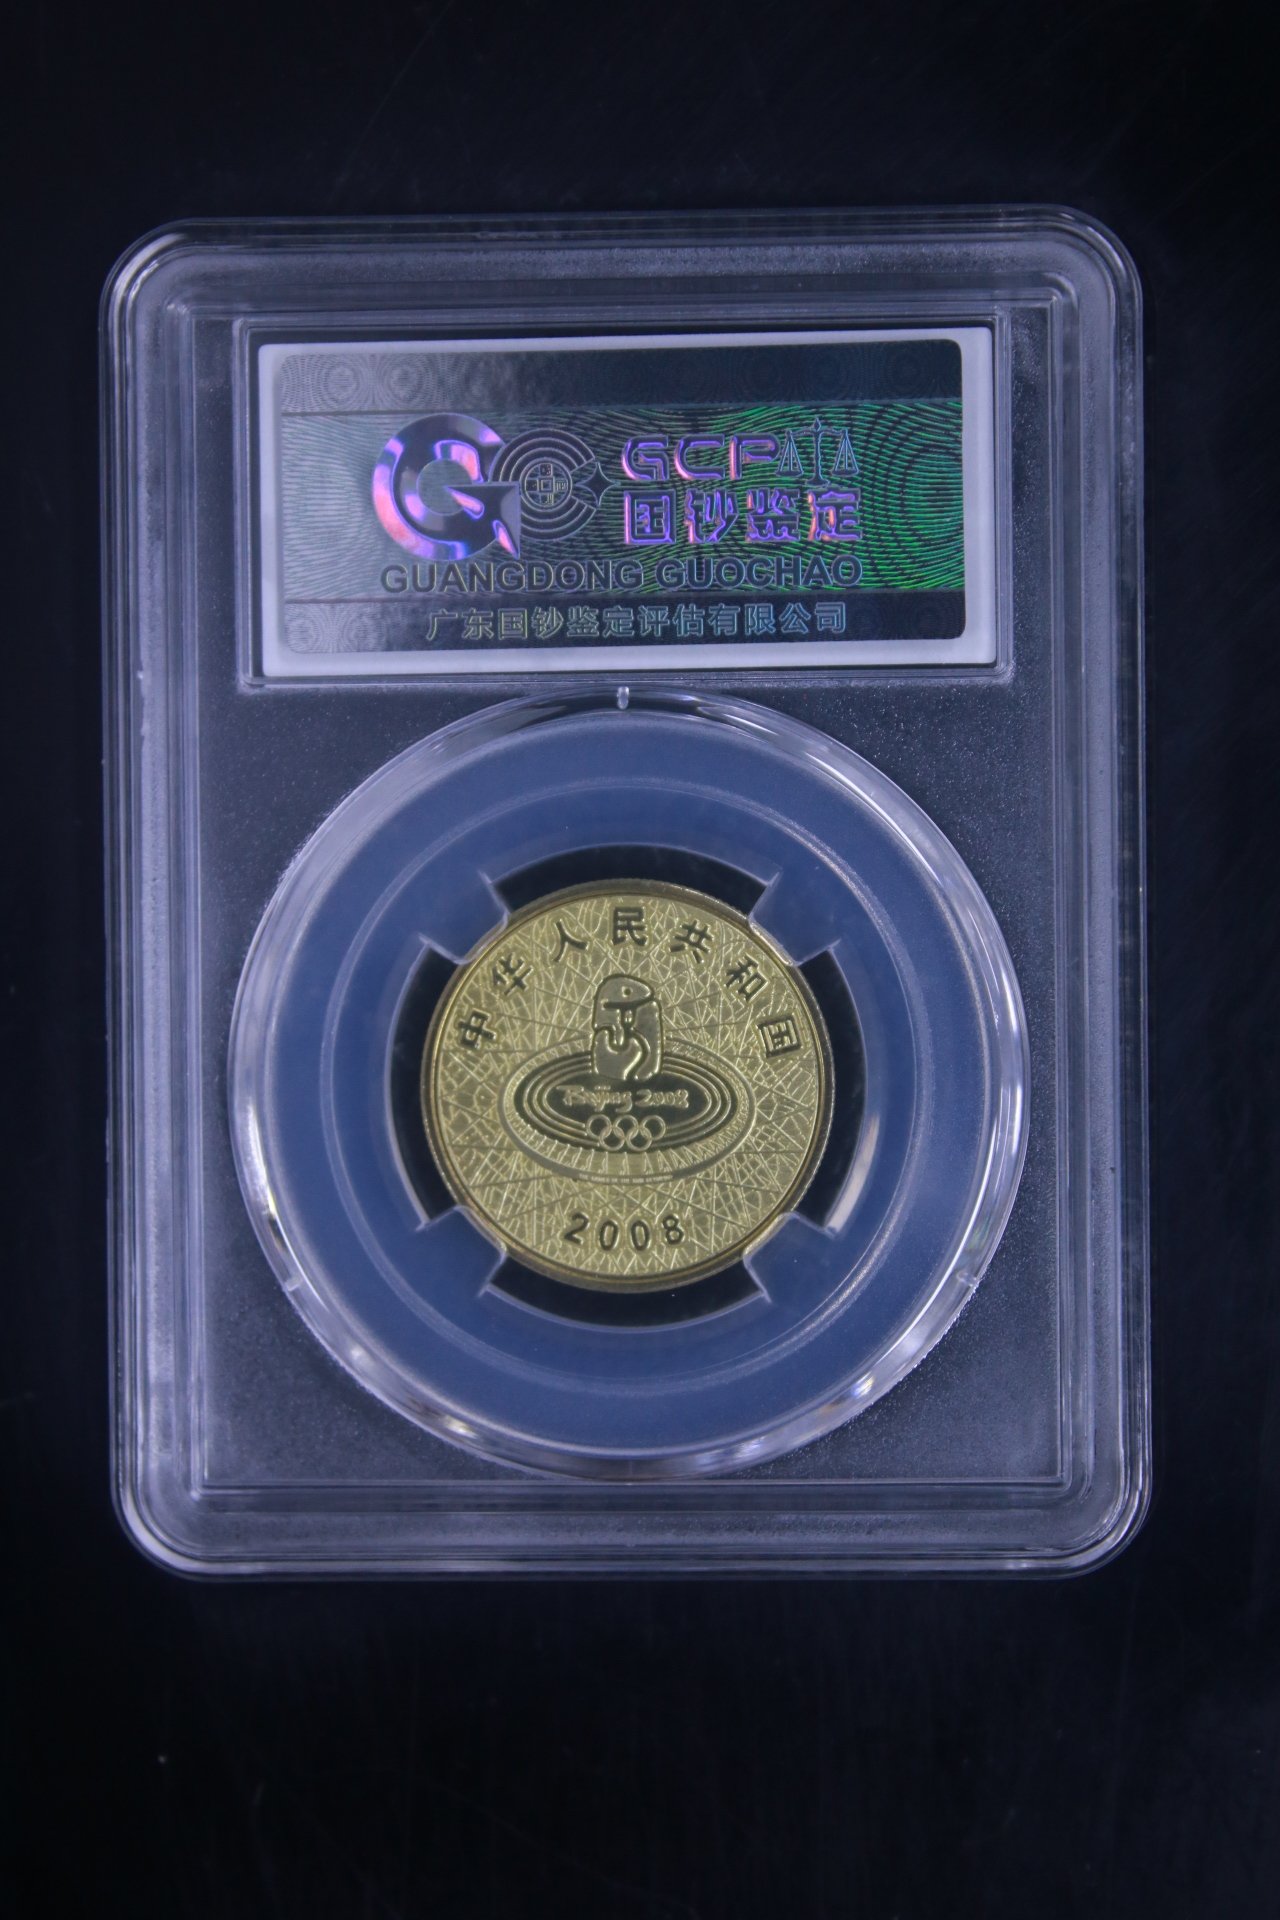 GCP
国钞鉴定
GUANGDONG GUOCHAO
广东国钞鉴定评估有限公司
中华人民共和国
Beijing 2008
2008